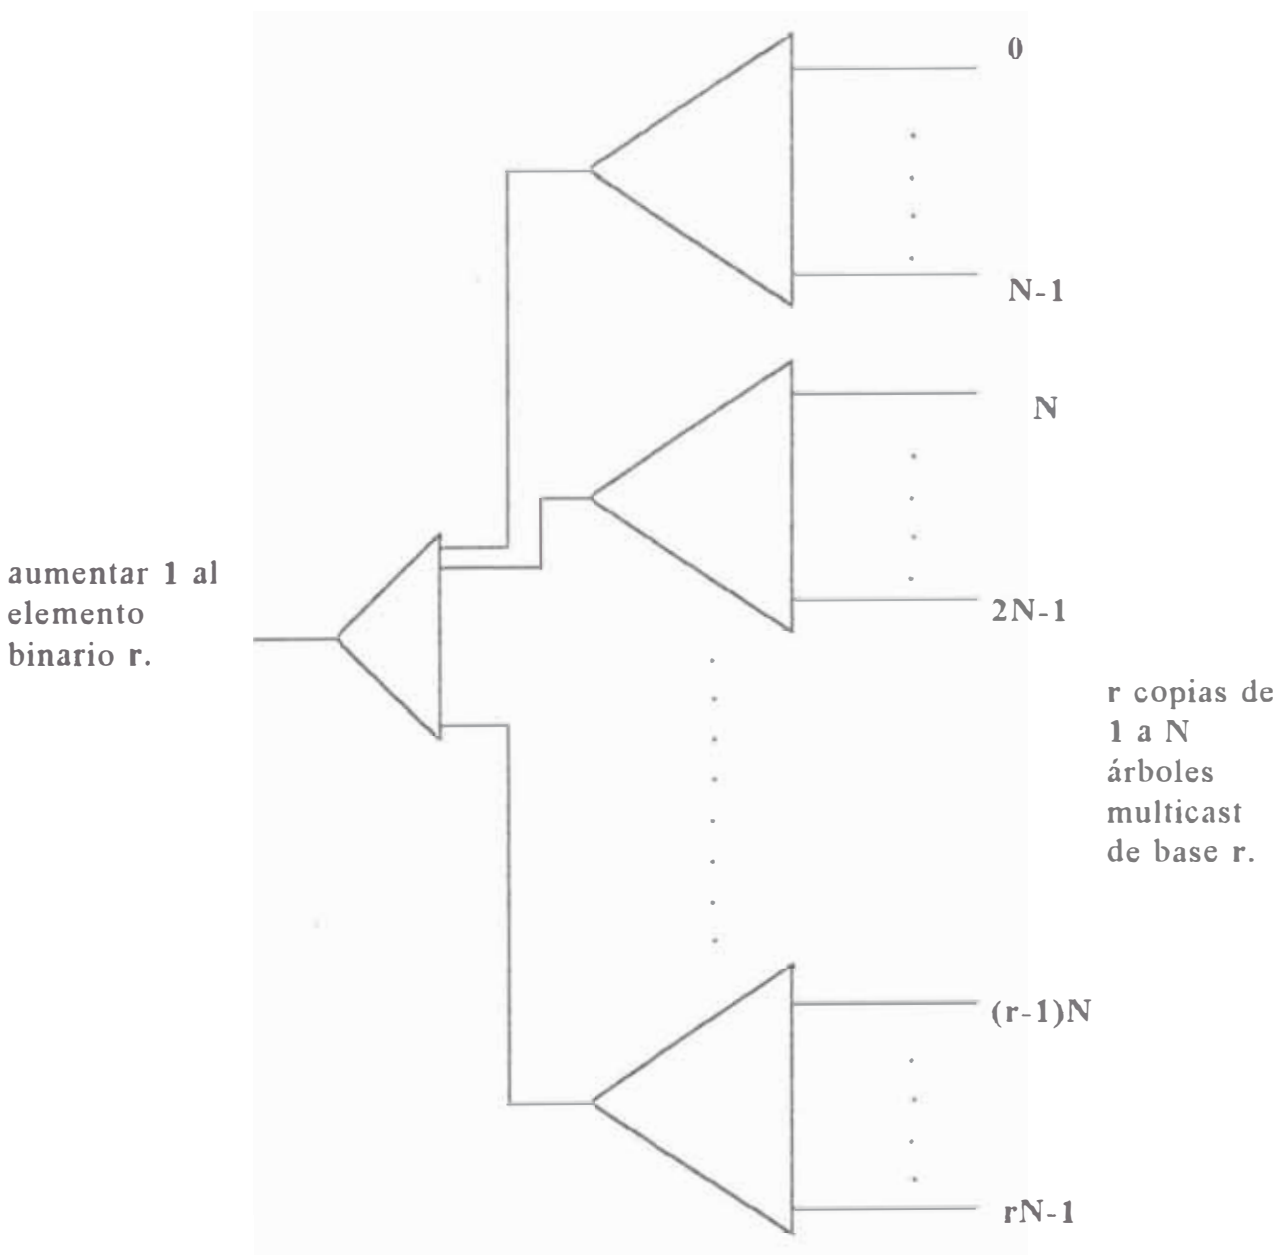 0
N-1
N
2N-1
aumentar 1 al
elemento
binario r.
r copias de
1 a N
árboles
multicast
de base r.
(r-1)N
rN-1